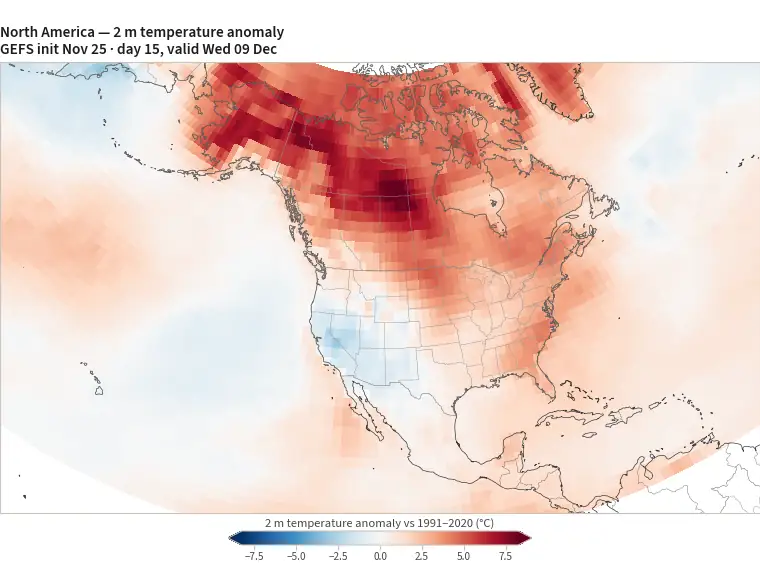 North America — 2 m temperature anomaly
GEFS init Nov 25 · day 15, valid Wed 09 Dec
2 m temperature anomaly vs 1991–2020 (°C)
−7.5 −5.0 −2.5 0.0 2.5 5.0 7.5